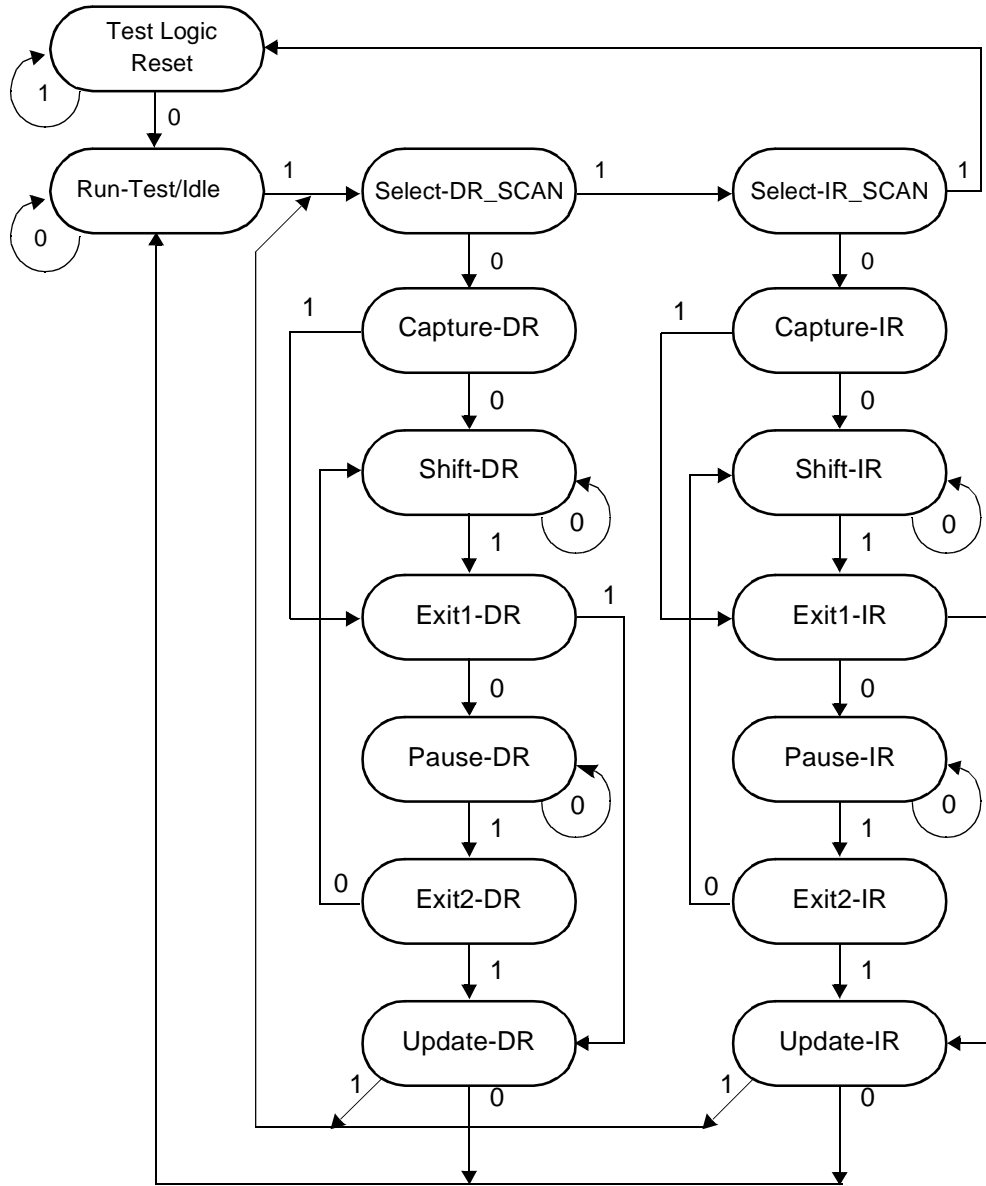 Test Logic
Reset
1
0
Run-Test/Idle
1
Select-DR_SCAN
1
Select-IR_SCAN
1
0
0
0
1
Capture-DR
1
Capture-IR
0
0
Shift-DR
0
Shift-IR
0
1
1
Exit1-DR
1
Exit1-IR
0
0
Pause-DR
0
Pause-IR
0
1
1
0
Exit2-DR
0
Exit2-IR
1
1
Update-DR
Update-IR
1
0
1
0